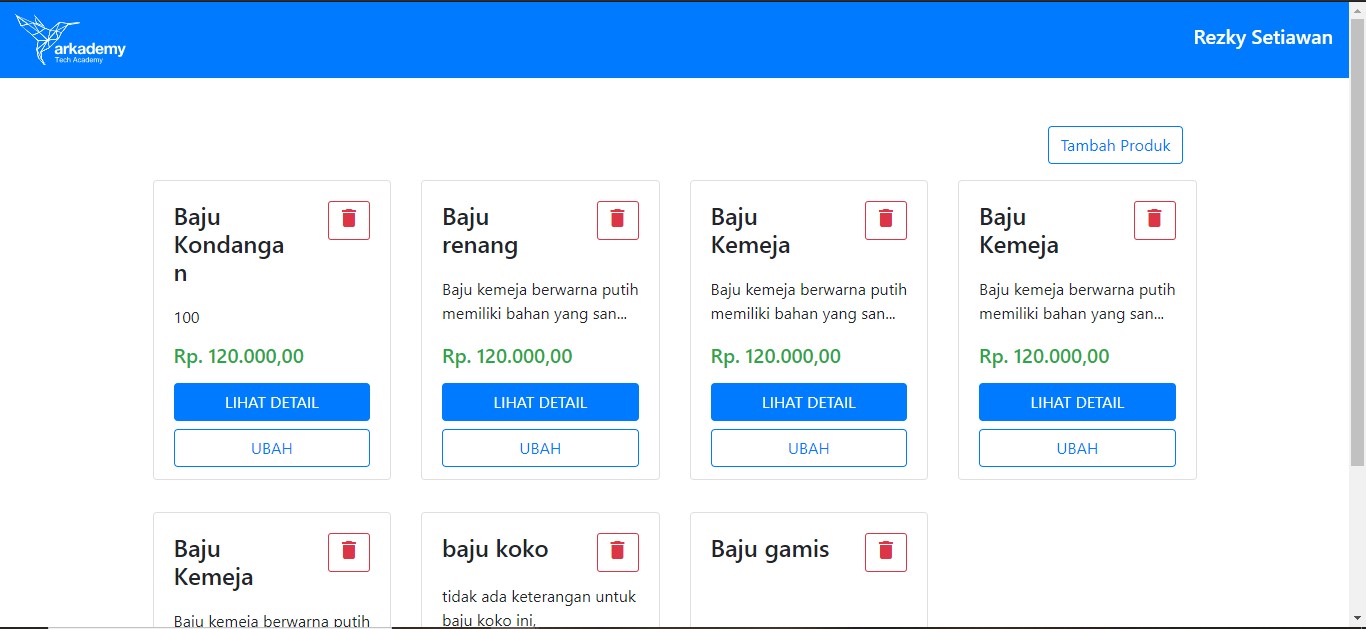 arkademy
Tech Academy
Rezky Setiawan
Tambah Produk
Baju
Kondanga
n
100
Rp. 120.000,00
LIHAT DETAIL
UBAH
Baju
renang
Baju kemeja berwarna putih
memiliki bahan yang san...
Rp. 120.000,00
LIHAT DETAIL
UBAH
Baju
Kemeja
Baju kemeja berwarna putih
memiliki bahan yang san...
Rp. 120.000,00
LIHAT DETAIL
UBAH
Baju
Kemeja
Baju kemeja berwarna putih
memiliki bahan yang san...
Rp. 120.000,00
LIHAT DETAIL
UBAH
Baju
Kemeja
Baju kemeja berwarna putih
baju koko
tidak ada keterangan untuk
baju koko ini,
Baju gamis